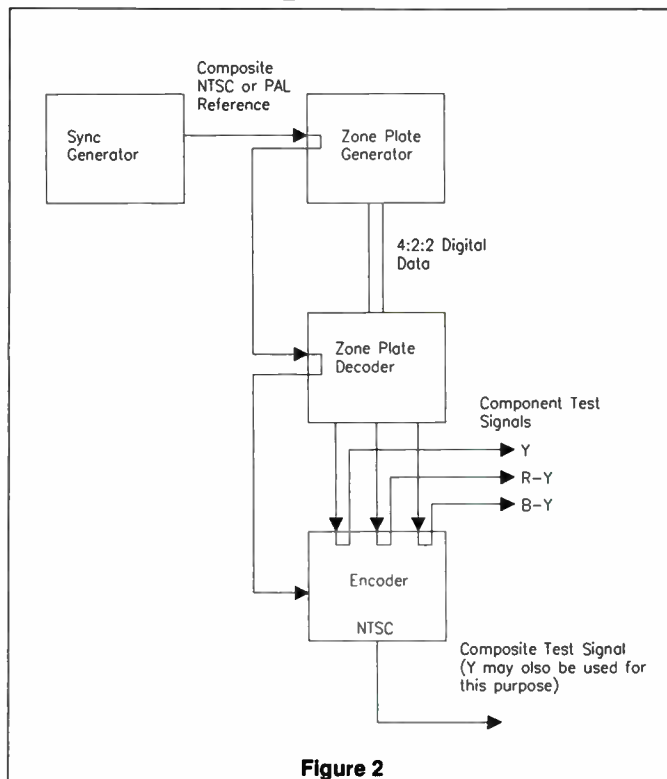 Composite
NTSC or PAL
Reference
Sync
Generator
Zone Plate
Generator
4:2:2 Digital
Data
Zone Plate
Decoder
Component Test
Signals
Y
R-Y
B-Y
Encoder
NTSC
Composite Test Signal
(Y may also be used for
this purpose)
Figure 2